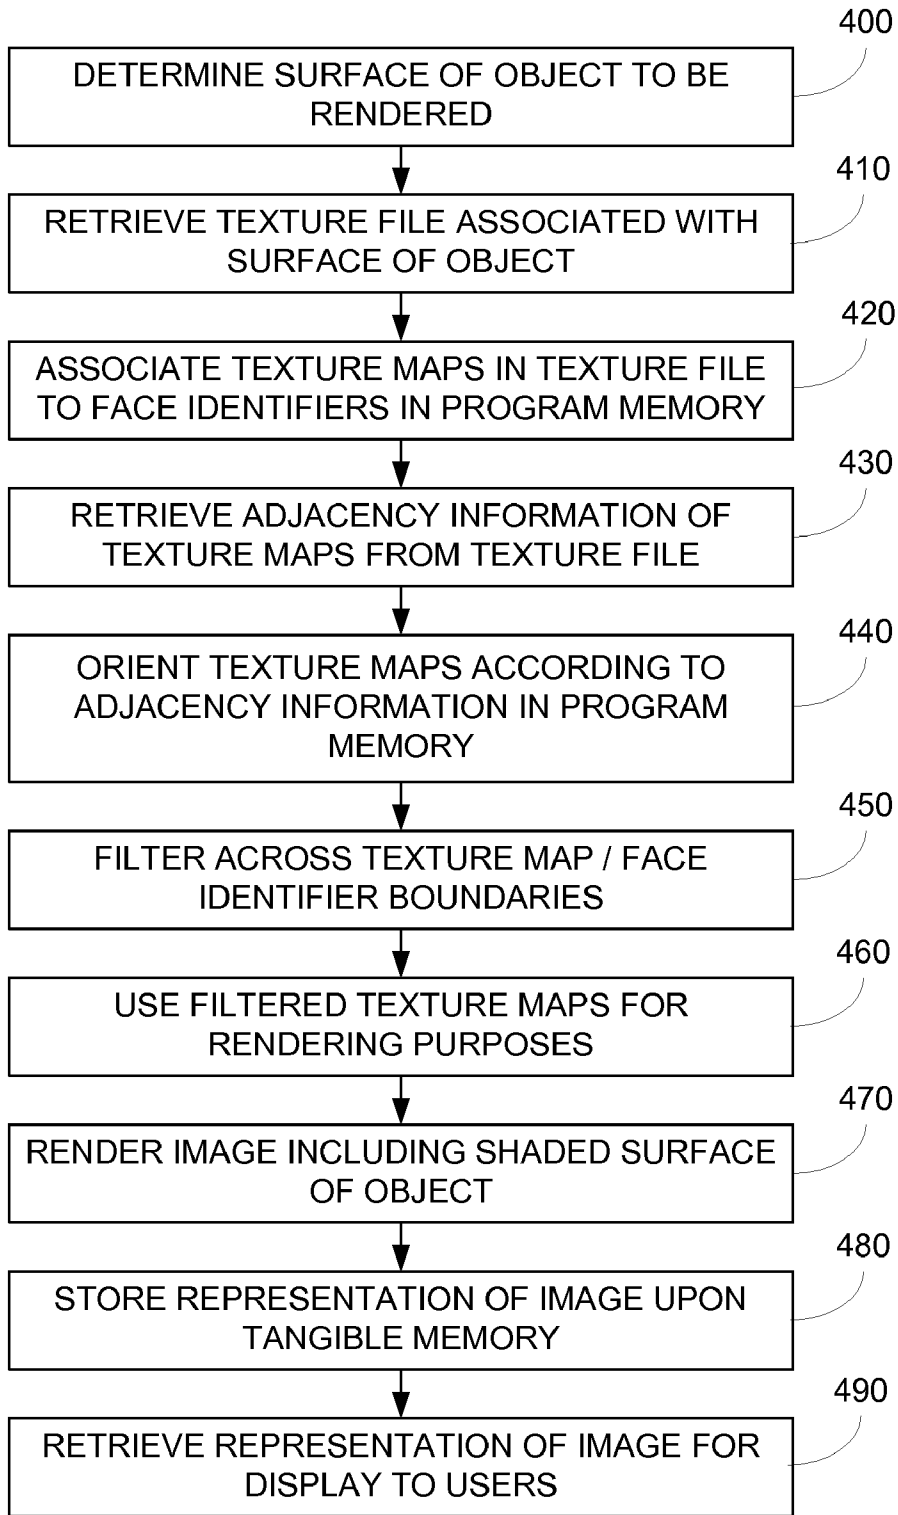 400
DETERMINE SURFACE OF OBJECT TO BE
RENDERED
410
RETRIEVE TEXTURE FILE ASSOCIATED WITH
SURFACE OF OBJECT
420
ASSOCIATE TEXTURE MAPS IN TEXTURE FILE
TO FACE IDENTIFIERS IN PROGRAM MEMORY
430
RETRIEVE ADJACENCY INFORMATION OF
TEXTURE MAPS FROM TEXTURE FILE
440
ORIENT TEXTURE MAPS ACCORDING TO
ADJACENCY INFORMATION IN PROGRAM
MEMORY
450
FILTER ACROSS TEXTURE MAP / FACE
IDENTIFIER BOUNDARIES
460
USE FILTERED TEXTURE MAPS FOR
RENDERING PURPOSES
470
RENDER IMAGE INCLUDING SHADED SURFACE
OF OBJECT
480
STORE REPRESENTATION OF IMAGE UPON
TANGIBLE MEMORY
490
RETRIEVE REPRESENTATION OF IMAGE FOR
DISPLAY TO USERS